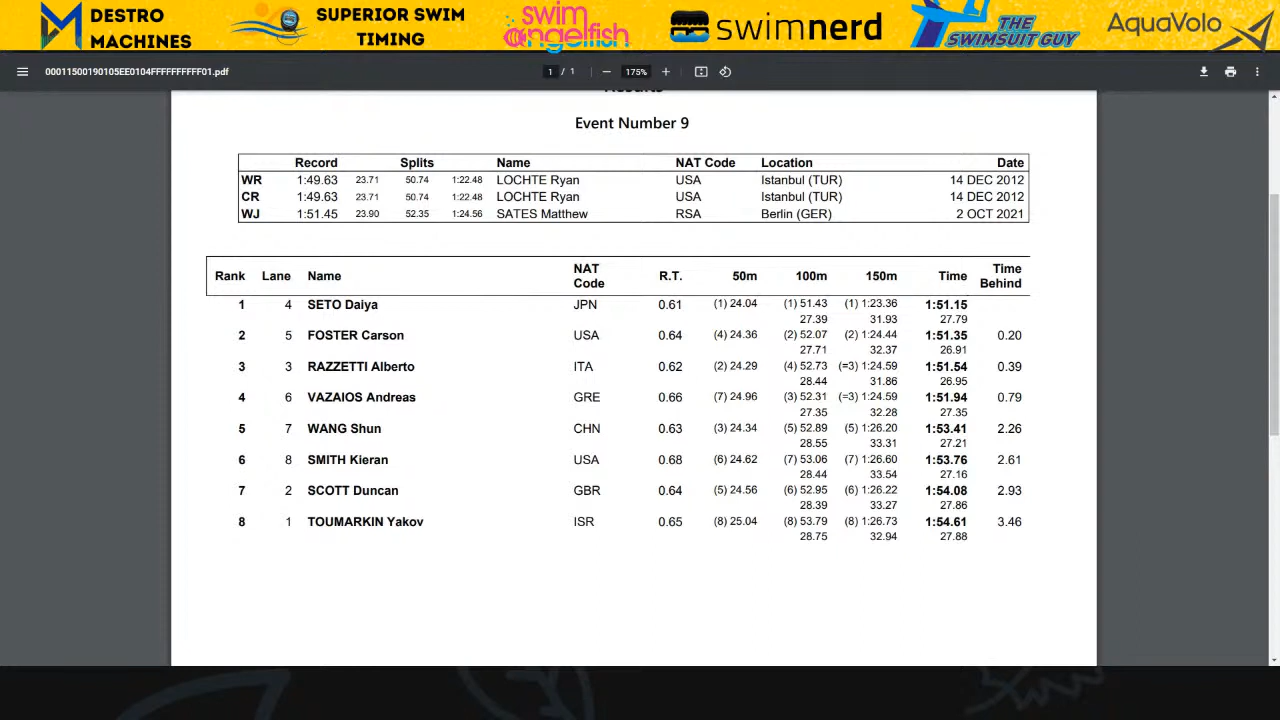 DESTRO MACHINES
SUPERIOR SWIM TIMING
swim angelfish
swimnerd
THE SWIMSUIT GUY
AquaVolo
00011500190105EE0104FFFFFFFFFF01.pdf
1 / 1 175%
Results
Event Number 9
Record Splits Name NAT Code Location Date
WR 1:49.63 23.71 50.74 1:22.48 LOCHTE Ryan USA Istanbul (TUR) 14 DEC 2012
CR 1:49.63 23.71 50.74 1:22.48 LOCHTE Ryan USA Istanbul (TUR) 14 DEC 2012
WJ 1:51.45 23.90 52.35 1:24.56 SATES Matthew RSA Berlin (GER) 2 OCT 2021
Rank Lane Name NAT Code R.T. 50m 100m 150m Time Time Behind
1 4 SETO Daiya JPN 0.61 (1) 24.04 (1) 51.43 (1) 1:23.36 1:51.15
27.39 31.93 27.79
2 5 FOSTER Carson USA 0.64 (4) 24.36 (2) 52.07 (2) 1:24.44 1:51.35 0.20
27.71 32.37 26.91
3 3 RAZZETTI Alberto ITA 0.62 (2) 24.29 (4) 52.73 (=3) 1:24.59 1:51.54 0.39
28.44 31.86 26.95
4 6 VAZAIOS Andreas GRE 0.66 (7) 24.96 (3) 52.31 (=3) 1:24.59 1:51.94 0.79
27.35 32.28 27.35
5 7 WANG Shun CHN 0.63 (3) 24.34 (5) 52.89 (5) 1:26.20 1:53.41 2.26
28.55 33.31 27.21
6 8 SMITH Kieran USA 0.68 (6) 24.62 (7) 53.06 (7) 1:26.60 1:53.76 2.61
28.44 33.54 27.16
7 2 SCOTT Duncan GBR 0.64 (5) 24.56 (6) 52.95 (6) 1:26.22 1:54.08 2.93
28.39 33.27 27.86
8 1 TOUMARKIN Yakov ISR 0.65 (8) 25.04 (8) 53.79 (8) 1:26.73 1:54.61 3.46
28.75 32.94 27.88